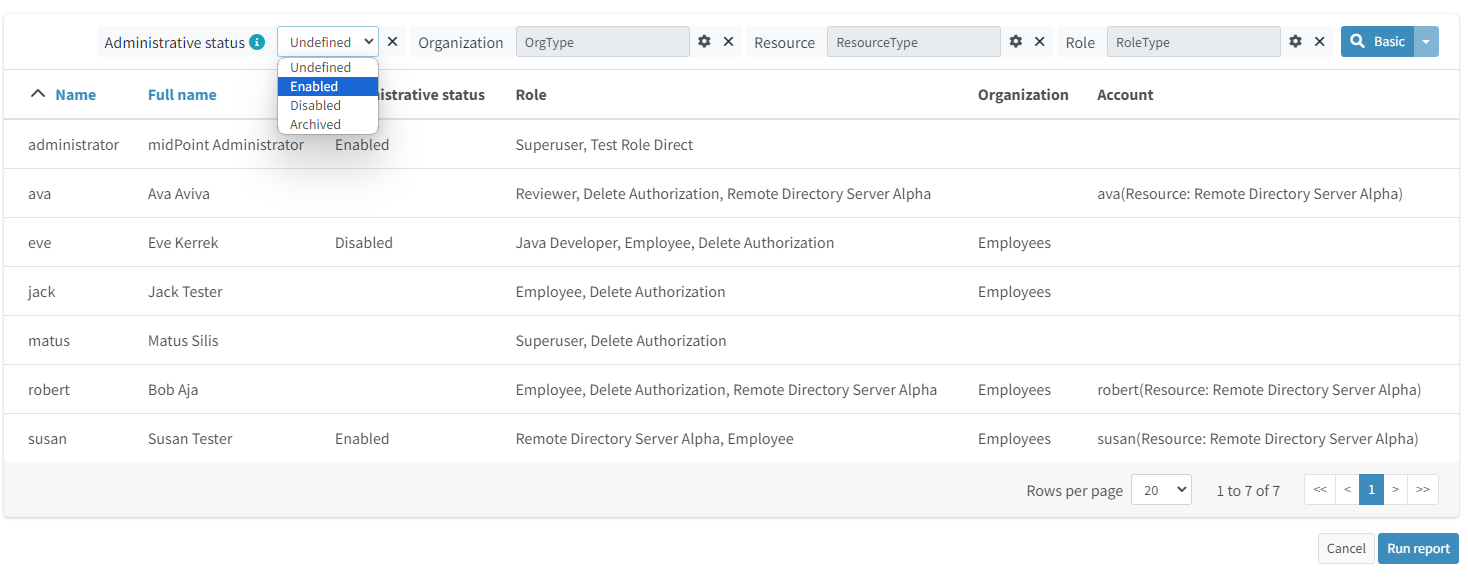 Administrative status Undefined Organization OrgType Resource ResourceType Role RoleType Basic
Undefined
Enabled
Disabled
Archived
Name Full name istrative status Role Organization Account
administrator midPoint Administrator Enabled Superuser, Test Role Direct
ava Ava Aviva Reviewer, Delete Authorization, Remote Directory Server Alpha ava(Resource: Remote Directory Server Alpha)
eve Eve Kerrek Disabled Java Developer, Employee, Delete Authorization Employees
jack Jack Tester Employee, Delete Authorization Employees
matus Matus Silis Superuser, Delete Authorization
robert Bob Aja Employee, Delete Authorization, Remote Directory Server Alpha Employees robert(Resource: Remote Directory Server Alpha)
susan Susan Tester Enabled Remote Directory Server Alpha, Employee Employees susan(Resource: Remote Directory Server Alpha)
Rows per page 20 1 to 7 of 7 << < 1 > >>
Cancel Run report